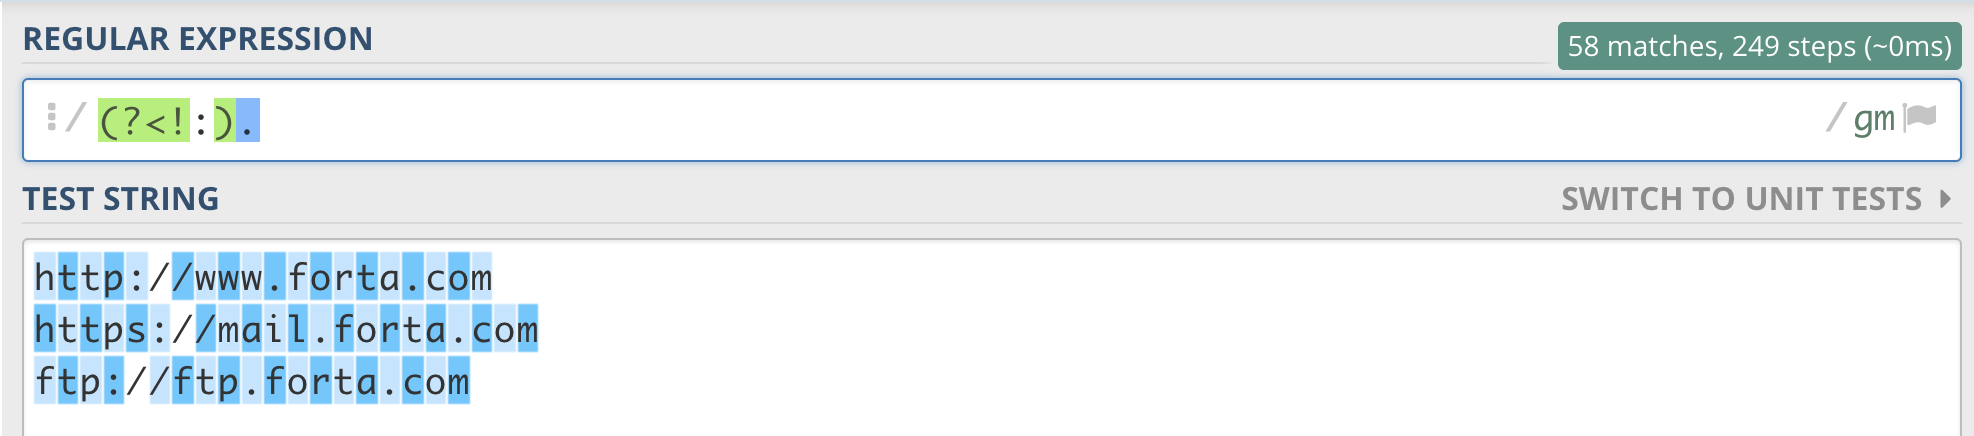 REGULAR EXPRESSION
58 matches, 249 steps (~0ms)
/ (?<!:). / gm
TEST STRING
SWITCH TO UNIT TESTS
http://www.forta.com
https://mail.forta.com
ftp://ftp.forta.com